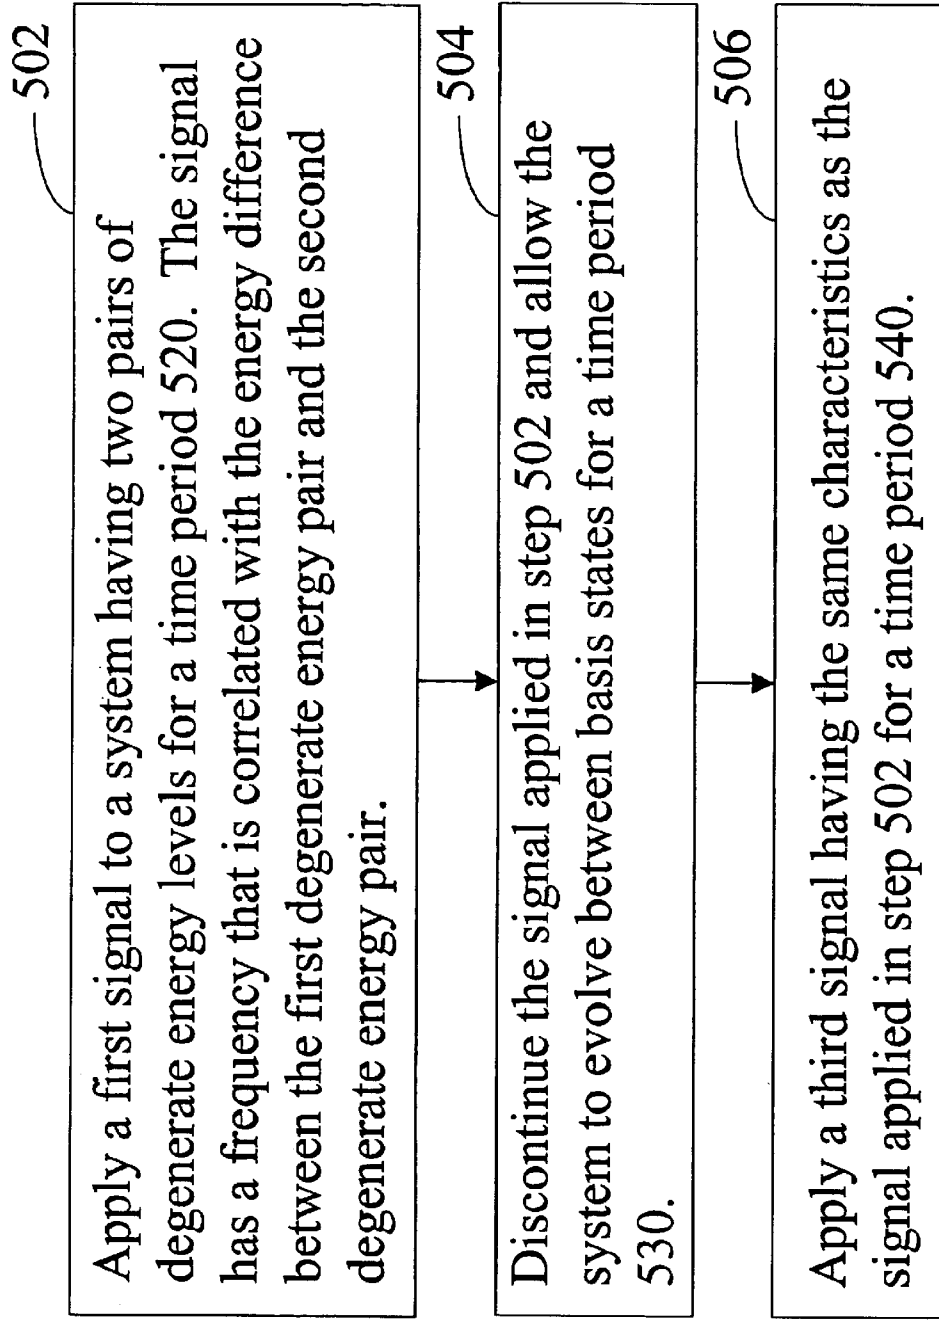 502
Apply a first signal to a system having two pairs of
degenerate energy levels for a time period 520. The signal
has a frequency that is correlated with the energy difference
between the first degenerate energy pair and the second
degenerate energy pair.
504
Discontinue the signal applied in step 502 and allow the
system to evolve between basis states for a time period
530.
506
Apply a third signal having the same characteristics as the
signal applied in step 502 for a time period 540.